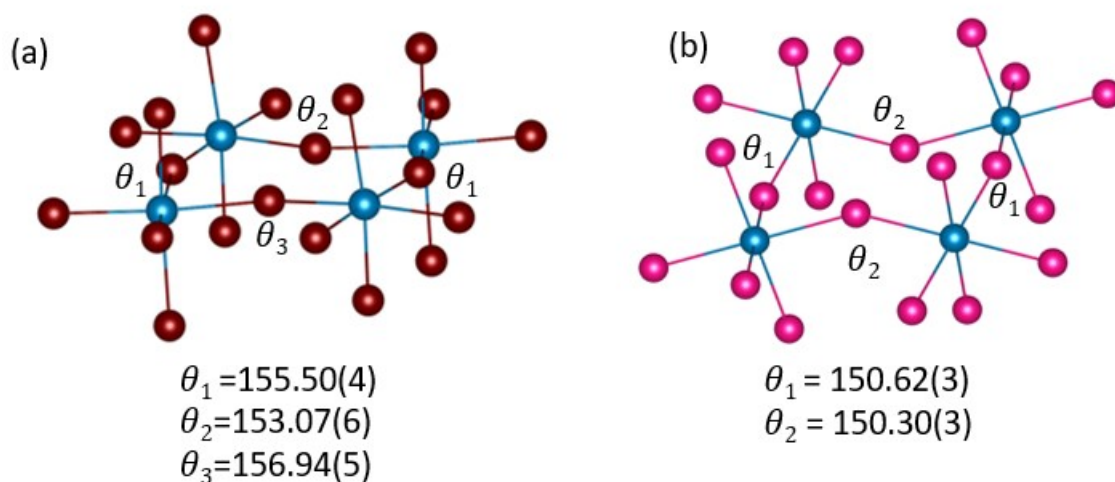 (a)
θ₂
θ₁
θ₁
θ₃
θ₁ =155.50(4)
θ₂=153.07(6)
θ₃=156.94(5)
(b)
θ₂
θ₁
θ₁
θ₂
θ₁ = 150.62(3)
θ₂ = 150.30(3)